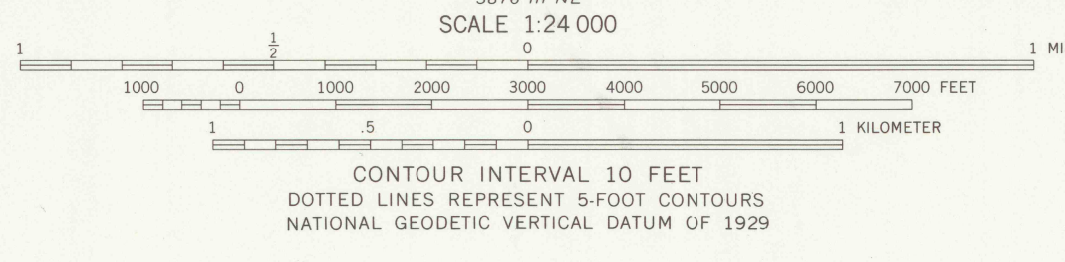 SCALE 1:24 000
1 1/2 0 1 MI
1000 0 1000 2000 3000 4000 5000 6000 7000 FEET
1 .5 0 1 KILOMETER
CONTOUR INTERVAL 10 FEET
DOTTED LINES REPRESENT 5-FOOT CONTOURS
NATIONAL GEODETIC VERTICAL DATUM OF 1929